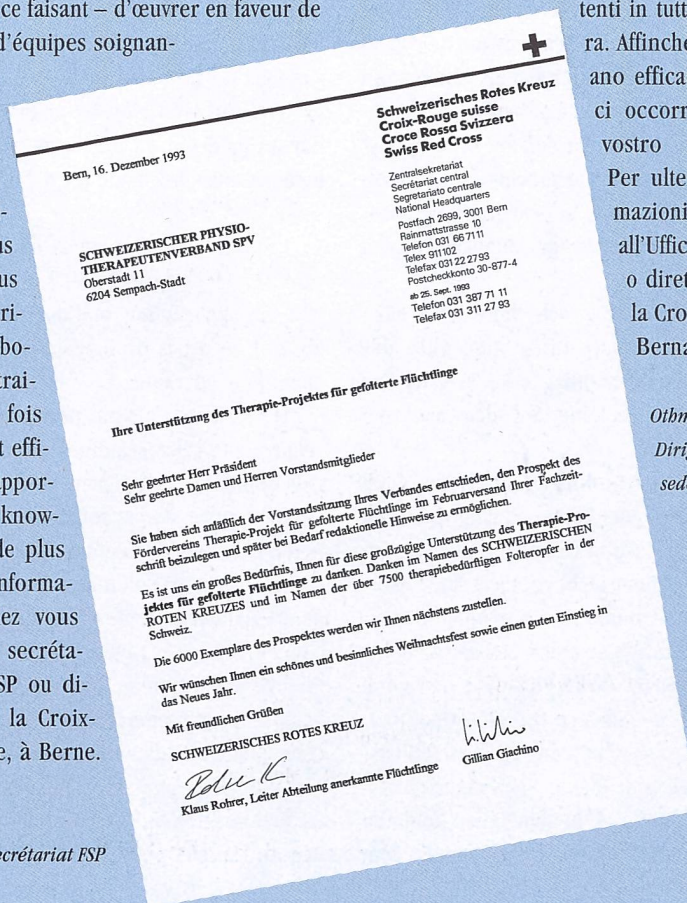 ce faisant – d'œuvrer en faveur de
d'équipes soignan-
us
us
ri-
bo-
trai-
fois
t effi-
appor-
know-
de plus
informa-
ez vous
secréta-
SP ou di-
la Croix-
e, à Berne.
ecrétariat FSP
Schweizerisches Rotes Kreuz
Croix-Rouge suisse
Croce Rossa Svizzera
Swiss Red Cross
Zentralsekretariat
Secrétariat central
Segretariato centrale
National Headquarters
Postfach 2699, 3001 Bern
Rainmattstrasse 10
Telefon 031 66 71 11
Telex 911102
Telefax 031 22 27 93
Postcheckkonto 30-877-4
ab 25. Sept. 1993
Telefon 031 387 71 11
Telefax 031 311 27 93
Bern, 16. Dezember 1993
SCHWEIZERISCHER PHYSIO-
THERAPEUTENVERBAND SPV
Oberstadt 11
6204 Sempach-Stadt
Ihre Unterstützung des Therapie-Projektes für gefolterte Flüchtlinge
Sehr geehrter Herr Präsident
Sehr geehrte Damen und Herren Vorstandsmitglieder
Sie haben sich anläßlich der Vorstandssitzung Ihres Verbandes entschieden, den Prospekt des
Fördervereins Therapie-Projekt für gefolterte Flüchtlinge im Februarversand Ihrer Fachzeit-
schrift beizulegen und später bei Bedarf redaktionelle Hinweise zu ermöglichen.
Es ist uns ein großes Bedürfnis, Ihnen für diese großzügige Unterstützung des Therapie-Pro-
jektes für gefolterte Flüchtlinge zu danken. Danken im Namen des SCHWEIZERISCHEN
ROTEN KREUZES und im Namen der über 7500 therapiebedürftigen Folteropfer in der
Schweiz.
Die 6000 Exemplare des Prospektes werden wir Ihnen nächstens zustellen.
Wir wünschen Ihnen ein schönes und besinnliches Weihnachtsfest sowie einen guten Einstieg in
das Neues Jahr.
Mit freundlichen Grüßen
SCHWEIZERISCHES ROTES KREUZ
Klaus Rohrer, Leiter Abteilung anerkannte Flüchtlinge
Gillian Giachino
tenti in tutt
ra. Affinche
ano effica
ci occorr
vostro
Per ulte
mazioni
all'Uffic
o diret
la Cro
Berna
Othn
Diri
sed